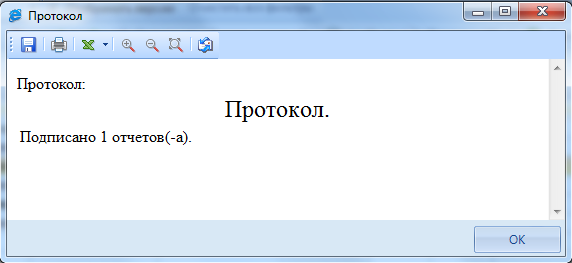 Протокол
Протокол:
Протокол.
Подписано 1 отчетов(-а).
OK